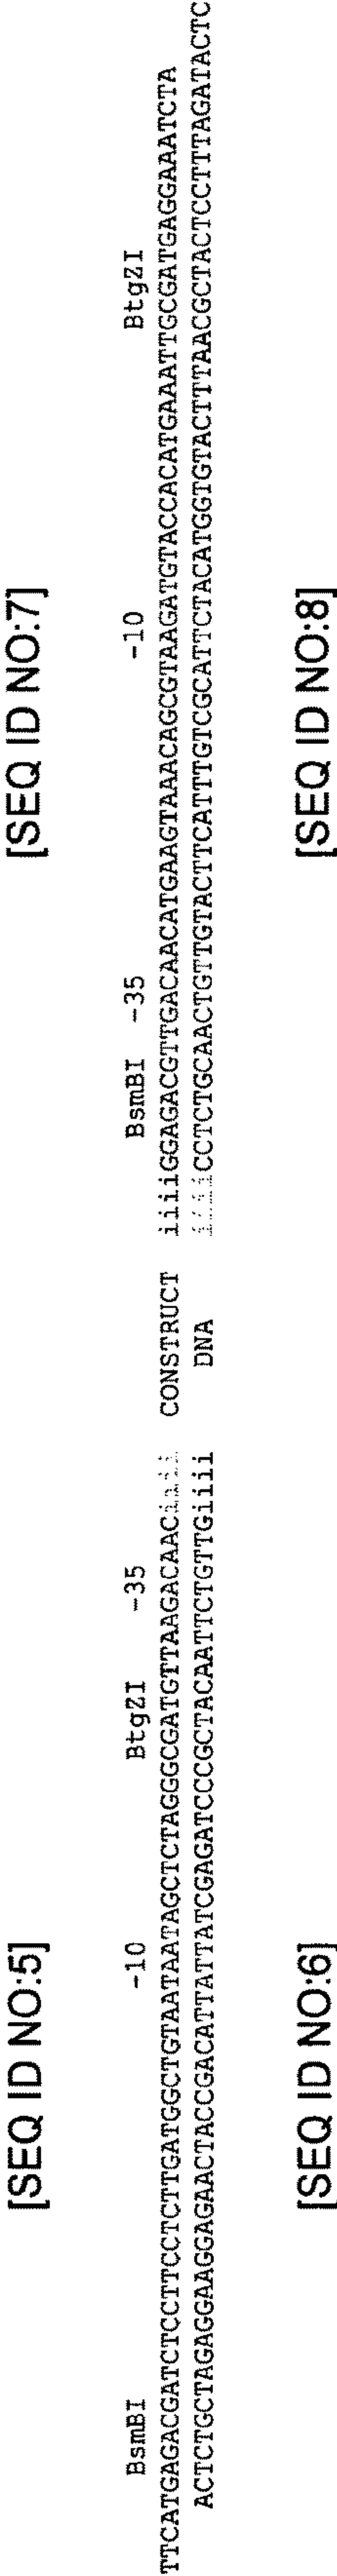 [SEQ ID NO:5] [SEQ ID NO:7]
BsmBI -10 BtgZI -35 BsmBI -35 -10 BtgZI
TTCATGAGACGATCTCCTTCCTCTTGATGGCTGTAATAATAGCTCTAGGGCGATGTTAAGACAACiiii CONSTRUCT iiiiGGAGACGTTGACAACATGAAGTAAACAGCGTAAGATGTACCACATGAAATTGCGATGAGGAAATCTA
ACTCTGCTAGAGGAAGGAGAACTACCGACATTATTATCGAGATCCCGCTACAATTCTGTTGiiii DNA iiiiCCTCTGCAACTGTTGTACTTCATTTGTCGCATTCTACATGGTGTACTTTAACGCTACTCCTTTAGATACTC
[SEQ ID NO:6] [SEQ ID NO:8]